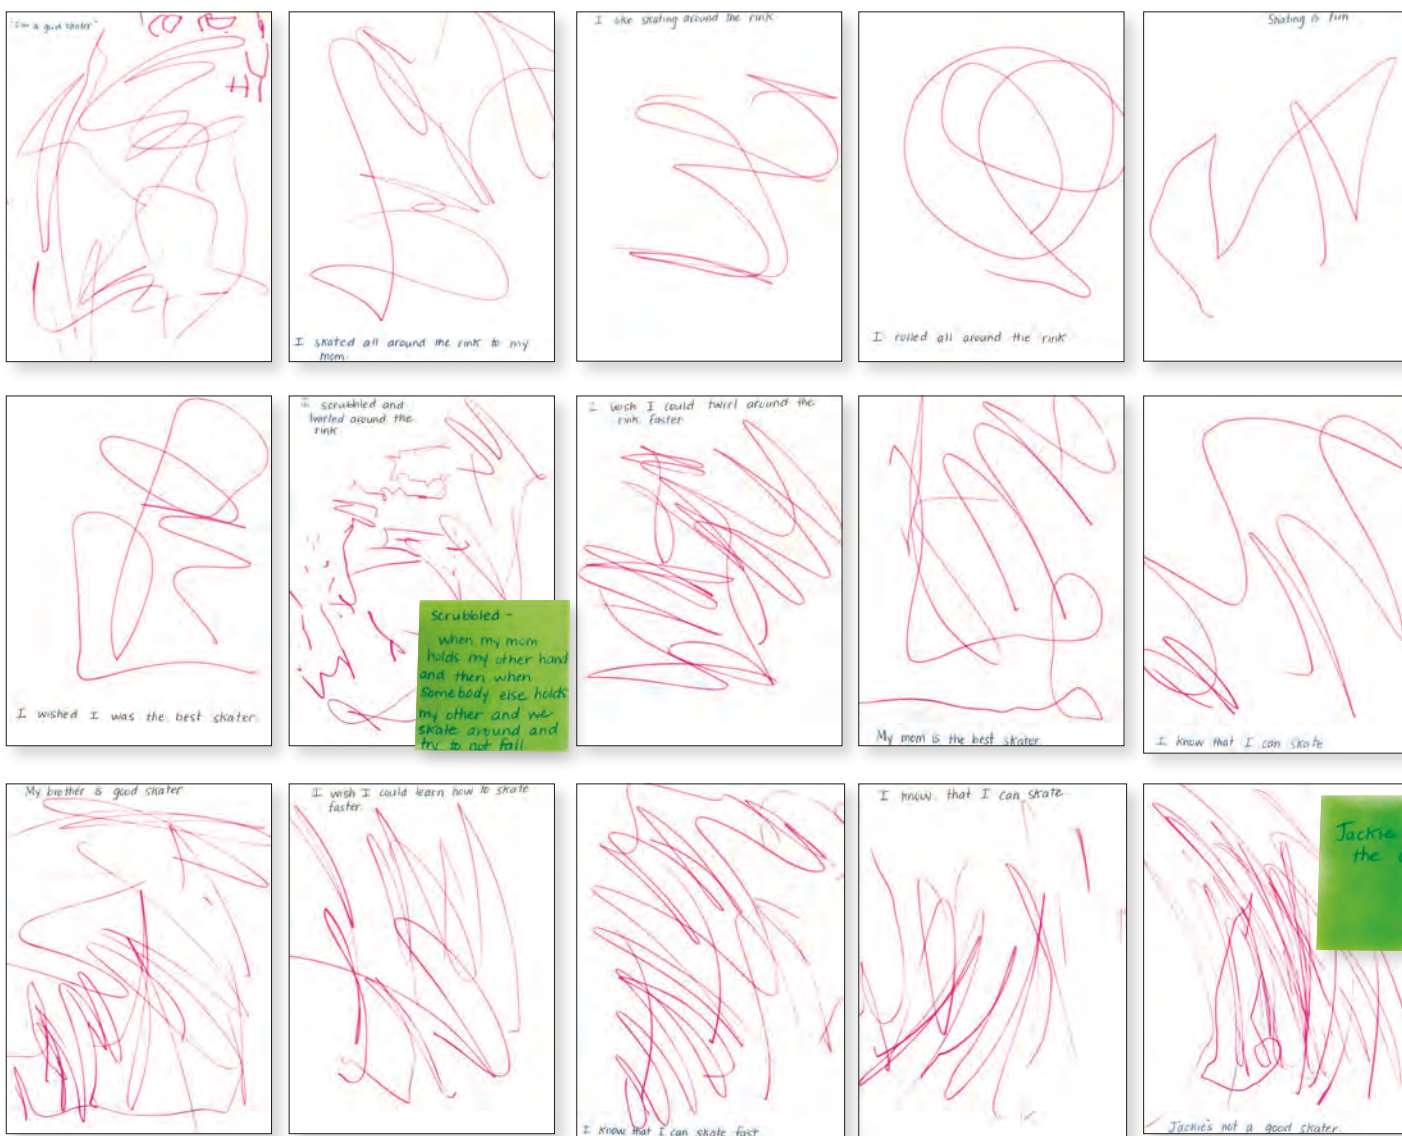 "I'm a good skater"
I skated all around the rink to my
mom.
I like skating around the rink
I rolled all around the rink
Skating is fun
I wished I was the best skater.
I scrubbled and
twirled around the
rink
Scrubbled -
when my mom
holds my other hand
and then when
somebody else holds
my other and we
skate around and
try to not fall.
I wish I could twirl around the
rink faster
My mom is the best skater.
I know that I can skate
My brother is good skater
I wish I could learn how to skate
faster.
I know that I can skate fast
I know that I can skate
Jackie
the
Jackie's not a good skater.